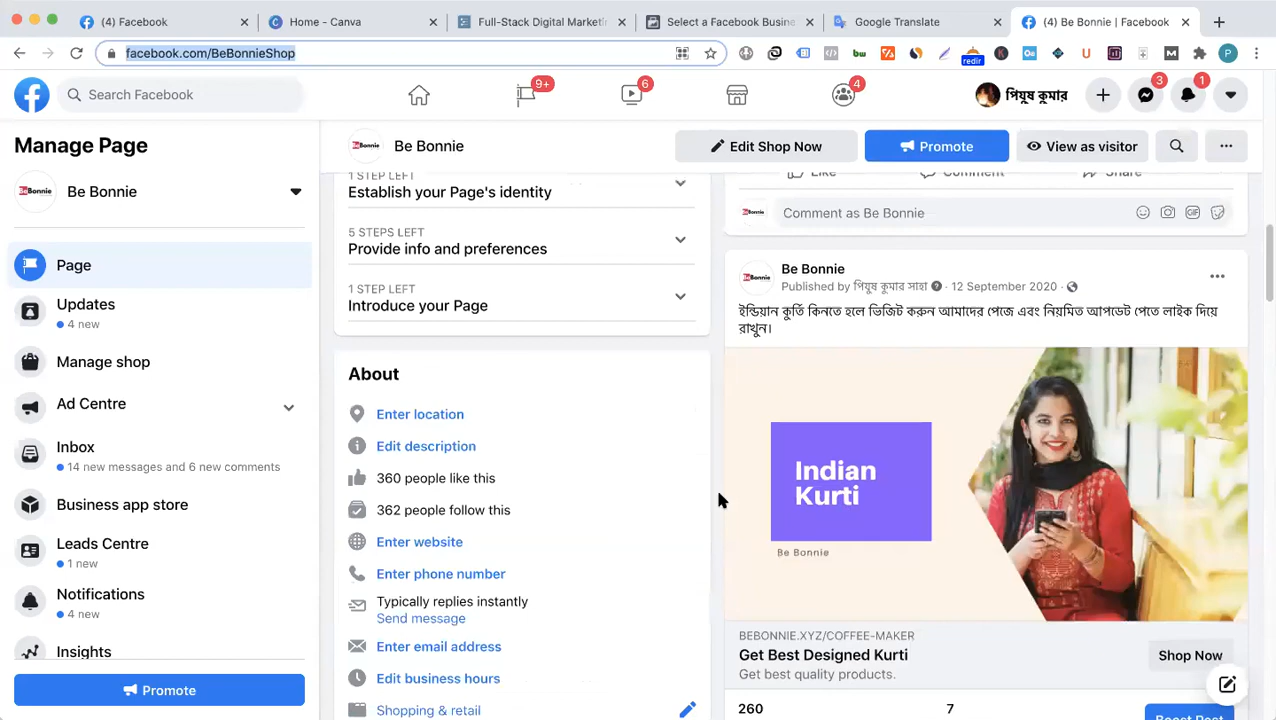 (4) Facebook
Home - Canva
Full-Stack Digital Marketi
Select a Facebook Busine
Google Translate
(4) Be Bonnie | Facebook
facebook.com/BeBonnieShop
redir
Search Facebook
9+
6
4
পিযুষ কুমার
3
1
Manage Page
Be Bonnie
Page
Updates
4 new
Manage shop
Ad Centre
Inbox
14 new messages and 6 new comments
Business app store
Leads Centre
1 new
Notifications
4 new
Insights
Promote
Be Bonnie
Edit Shop Now
Promote
View as visitor
1 STEP LEFT
Establish your Page's identity
5 STEPS LEFT
Provide info and preferences
1 STEP LEFT
Introduce your Page
About
Enter location
Edit description
360 people like this
362 people follow this
Enter website
Enter phone number
Typically replies instantly
Send message
Enter email address
Edit business hours
Shopping & retail
Like
Comment
Share
Comment as Be Bonnie
GIF
Be Bonnie
Published by পিযুষ কুমার সাহা · 12 September 2020 ·
ইন্ডিয়ান কুর্তি কিনতে হলে ভিজিট করুন আমাদের পেজে এবং নিয়মিত আপডেট পেতে লাইক দিয়ে
রাখুন।
Indian
Kurti
Be Bonnie
BEBONNIE.XYZ/COFFEE-MAKER
Get Best Designed Kurti
Get best quality products.
Shop Now
260
7
Boost Post